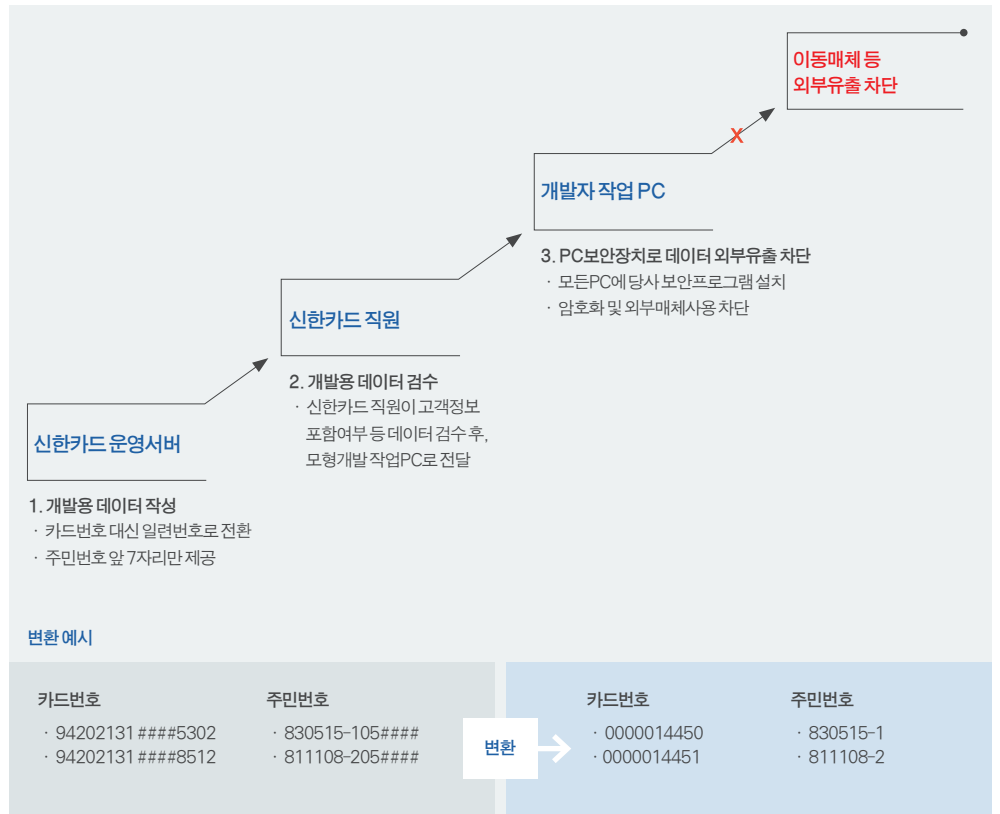 이동매체 등
외부유출 차단
X
개발자 작업 PC
3. PC보안장치로 데이터 외부유출 차단
· 모든PC에 당사 보안프로그램 설치
· 암호화 및 외부매체사용 차단
신한카드 직원
2. 개발용 데이터 검수
· 신한카드 직원이 고객정보
포함여부 등 데이터 검수 후,
모형개발 작업PC로 전달
신한카드 운영서버
1. 개발용 데이터 작성
· 카드번호 대신 일련번호로 전환
· 주민번호 앞 7자리만 제공
변환 예시
카드번호
· 94202131####5302
· 94202131####8512
주민번호
· 830515-105####
· 811108-205####
변환
카드번호
· 0000014450
· 0000014451
주민번호
· 830515-1
· 811108-2